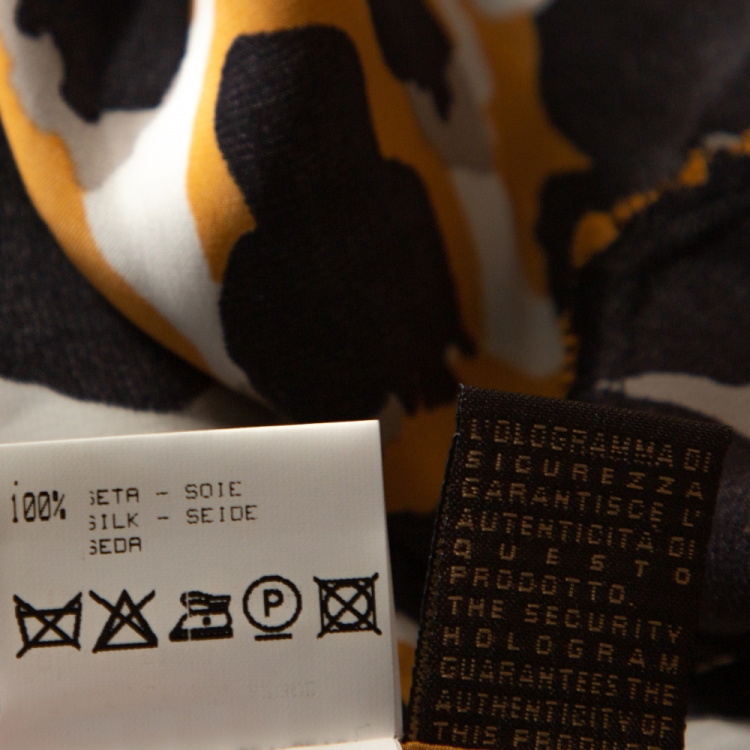 100% SETA - SOIE
SILK - SEIDE
SEDA
P
L'OLOGRAMMA DI
SICUREZZA
GARANTISCE L'
AUTENTICITÀ DI
QUESTO
PRODOTTO.
THE SECURITY
HOLOGRAM
GUARANTEES THE
AUTHENTICITY OF
THIS